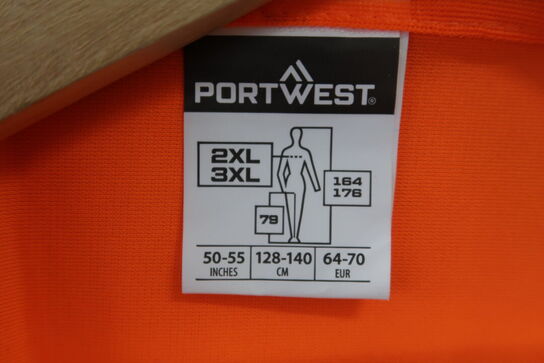 PORTWEST®
2XL
3XL
164
176
79
50-55 128-140 64-70
INCHES CM EUR